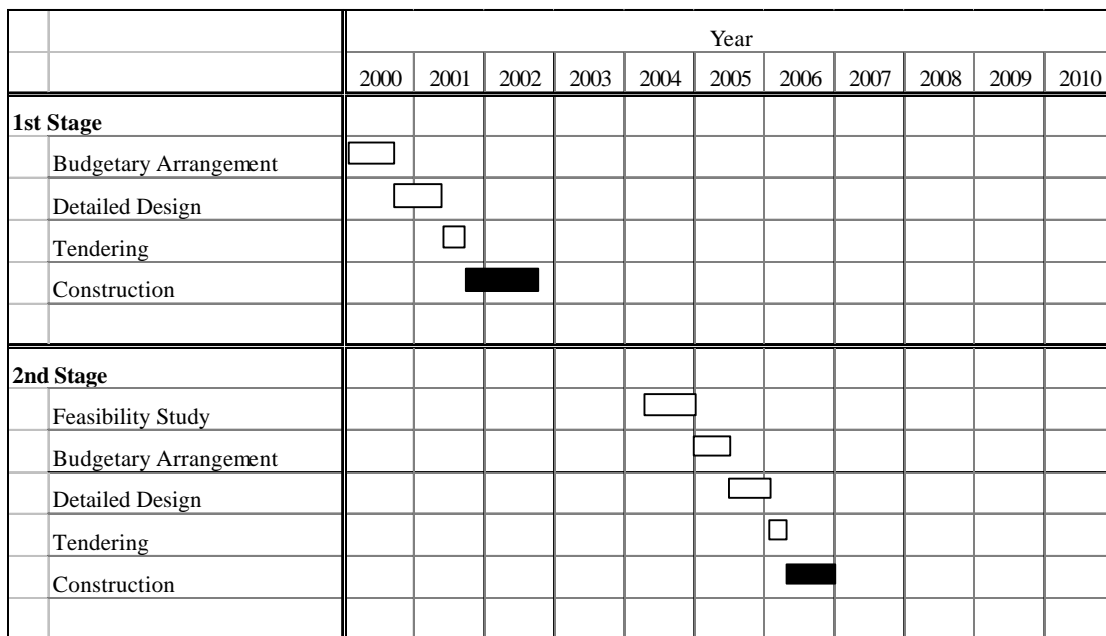 Year
2000 2001 2002 2003 2004 2005 2006 2007 2008 2009 2010
1st Stage
Budgetary Arrangement
Detailed Design
Tendering
Construction
2nd Stage
Feasibility Study
Budgetary Arrangement
Detailed Design
Tendering
Construction